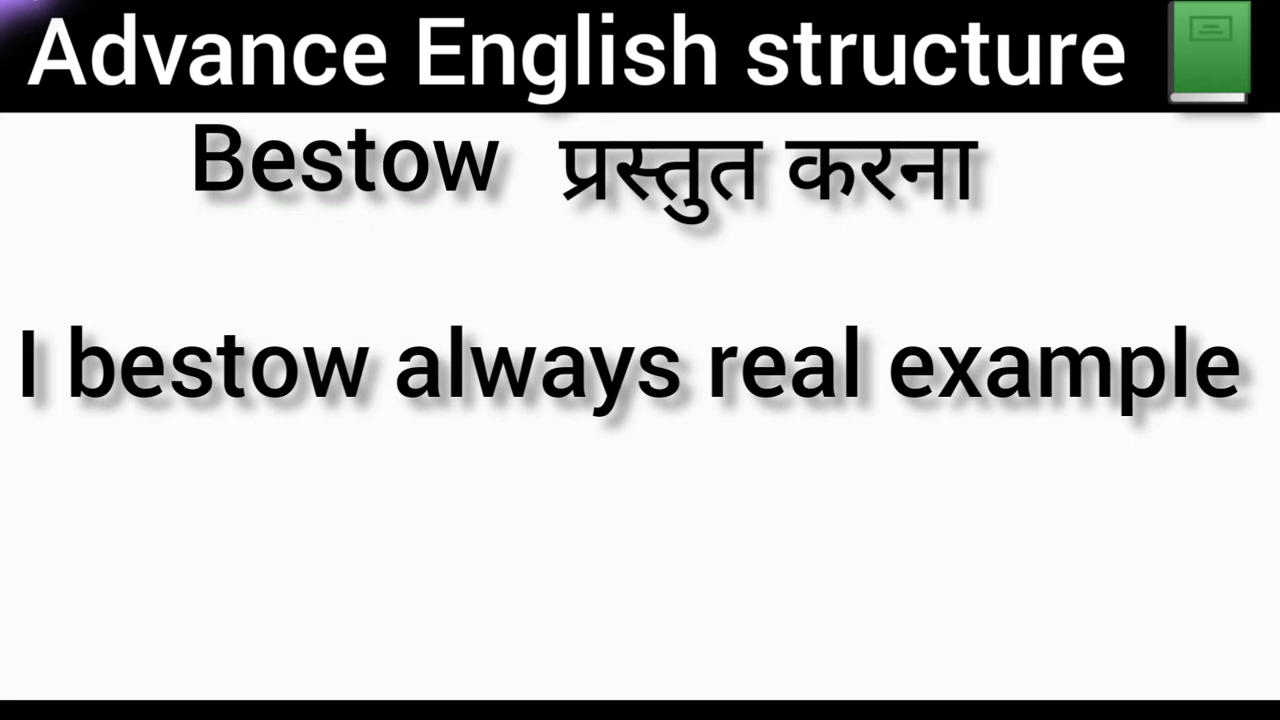 Advance English structure
Bestow प्रस्तुत करना
I bestow always real example